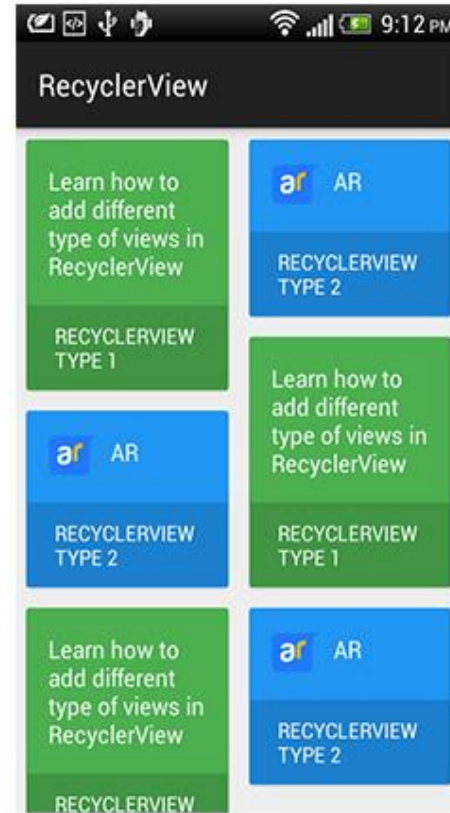 9:12 PM
RecyclerView
Learn how to
add different
type of views in
RecyclerView
RECYCLERVIEW
TYPE 1
ar AR
RECYCLERVIEW
TYPE 2
ar AR
RECYCLERVIEW
TYPE 2
Learn how to
add different
type of views in
RecyclerView
RECYCLERVIEW
TYPE 1
Learn how to
add different
type of views in
RecyclerView
RECYCLERVIEW
ar AR
RECYCLERVIEW
TYPE 2